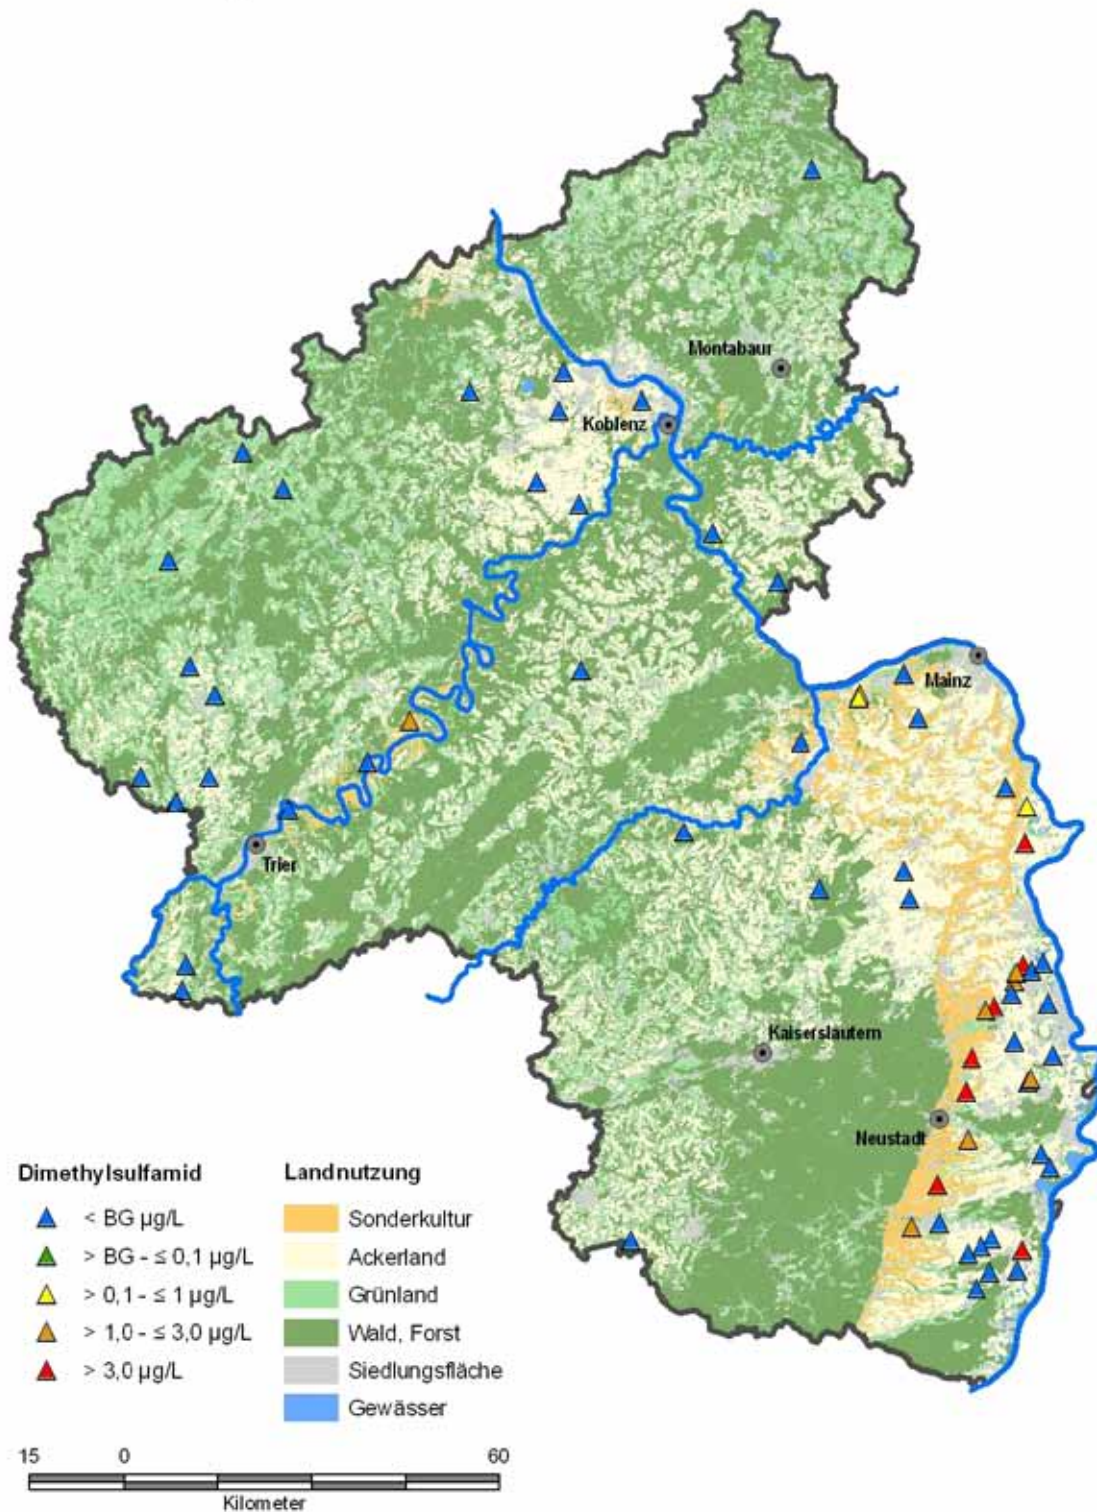 Montabaur
Koblenz
Mainz
Trier
Kaiserslautern
Neustadt
Dimethylsulfamid
< BG µg/L
> BG - ≤ 0,1 µg/L
> 0,1 - ≤ 1 µg/L
> 1,0 - ≤ 3,0 µg/L
> 3,0 µg/L
Landnutzung
Sonderkultur
Ackerland
Grünland
Wald, Forst
Siedlungsfläche
Gewässer
15 0 60
Kilometer